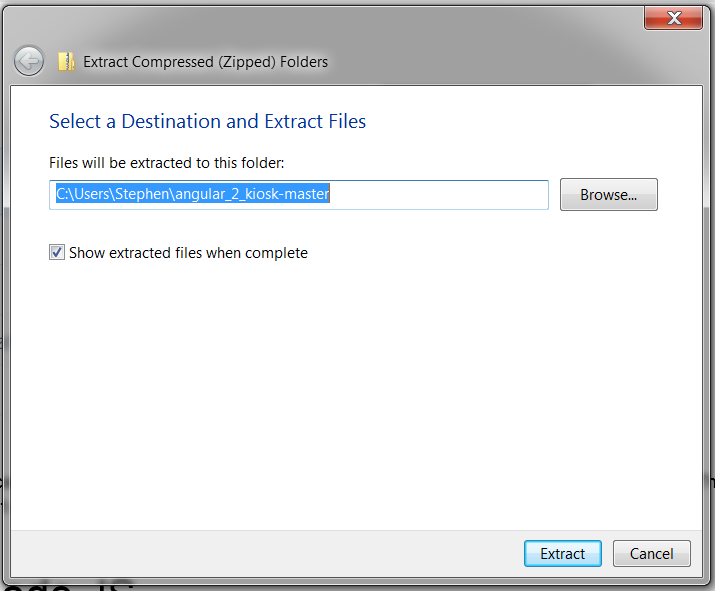 Extract Compressed (Zipped) Folders
Select a Destination and Extract Files
Files will be extracted to this folder:
C:\Users\Stephen\angular_2_kiosk-master
Browse...
Show extracted files when complete
Extract
Cancel